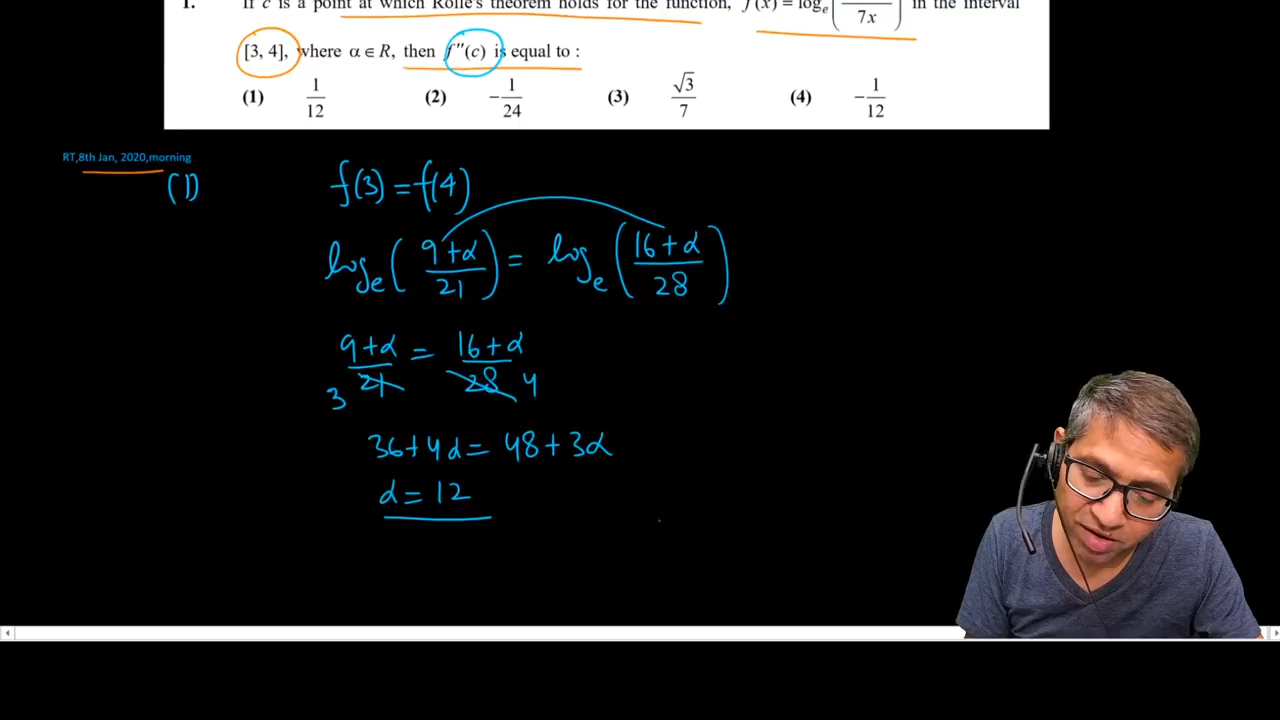 1. If c is a point at which Rolle's theorem holds for the function, f(x) = logₑ( / 7x) in the interval
[3, 4], where α ∈ R, then f″(c) is equal to :
(1) 1/12 (2) −1/24 (3) √3/7 (4) −1/12
RT,8th Jan, 2020,morning
(1) f(3) = f(4)
logₑ((9+α)/21) = logₑ((16+α)/28)
(9+α)/21 = (16+α)/28
3 4
36+4α = 48+3α
α = 12